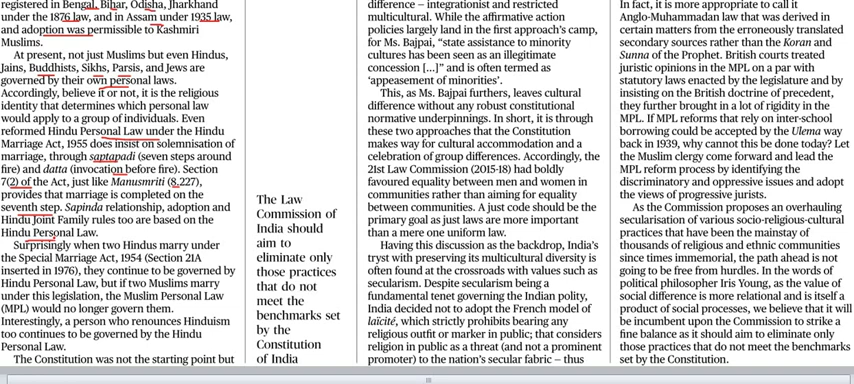 registered in Bengal, Bihar, Odisha, Jharkhand
under the 1876 law, and in Assam under 1935 law,
and adoption was permissible to Kashmiri
Muslims.
At present, not just Muslims but even Hindus,
Jains, Buddhists, Sikhs, Parsis, and Jews are
governed by their own personal laws.
Accordingly, believe it or not, it is the religious
identity that determines which personal law
would apply to a group of individuals. Even
reformed Hindu Personal Law under the Hindu
Marriage Act, 1955 does insist on solemnisation of
marriage, through saptapadi (seven steps around
fire) and datta (invocation before fire). Section
7(2) of the Act, just like Manusmriti (8.227),
provides that marriage is completed on the
seventh step. Sapinda relationship, adoption and
Hindu Joint Family rules too are based on the
Hindu Personal Law.
Surprisingly when two Hindus marry under
the Special Marriage Act, 1954 (Section 21A
inserted in 1976), they continue to be governed by
Hindu Personal Law, but if two Muslims marry
under this legislation, the Muslim Personal Law
(MPL) would no longer govern them.
Interestingly, a person who renounces Hinduism
too continues to be governed by the Hindu
Personal Law.
The Constitution was not the starting point but
The Law
Commission of
India should
aim to
eliminate only
those practices
that do not
meet the
benchmarks set
by the
Constitution
of India
difference – integrationist and restricted
multicultural. While the affirmative action
policies largely land in the first approach's camp,
for Ms. Bajpai, “state assistance to minority
cultures has been seen as an illegitimate
concession [...]” and is often termed as
‘appeasement of minorities’.
This, as Ms. Bajpai furthers, leaves cultural
difference without any robust constitutional
normative underpinnings. In short, it is through
these two approaches that the Constitution
makes way for cultural accommodation and a
celebration of group differences. Accordingly, the
21st Law Commission (2015-18) had boldly
favoured equality between men and women in
communities rather than aiming for equality
between communities. A just code should be the
primary goal as just laws are more important
than a mere one uniform law.
Having this discussion as the backdrop, India's
tryst with preserving its multicultural diversity is
often found at the crossroads with values such as
secularism. Despite secularism being a
fundamental tenet governing the Indian polity,
India decided not to adopt the French model of
laïcité, which strictly prohibits bearing any
religious outfit or marker in public; that considers
religion in public as a threat (and not a prominent
promoter) to the nation's secular fabric – thus
In fact, it is more appropriate to call it
Anglo-Muhammadan law that was derived in
certain matters from the erroneously translated
secondary sources rather than the Koran and
Sunna of the Prophet. British courts treated
juristic opinions in the MPL on a par with
statutory laws enacted by the legislature and by
insisting on the British doctrine of precedent,
they further brought in a lot of rigidity in the
MPL. If MPL reforms that rely on inter-school
borrowing could be accepted by the Ulema way
back in 1939, why cannot this be done today? Let
the Muslim clergy come forward and lead the
MPL reform process by identifying the
discriminatory and oppressive issues and adopt
the views of progressive jurists.
As the Commission proposes an overhauling
secularisation of various socio-religious-cultural
practices that have been the mainstay of
thousands of religious and ethnic communities
since times immemorial, the path ahead is not
going to be free from hurdles. In the words of
political philosopher Iris Young, as the value of
social difference is more relational and is itself a
product of social processes, we believe that it will
be incumbent upon the Commission to strike a
fine balance as it should aim to eliminate only
those practices that do not meet the benchmarks
set by the Constitution.